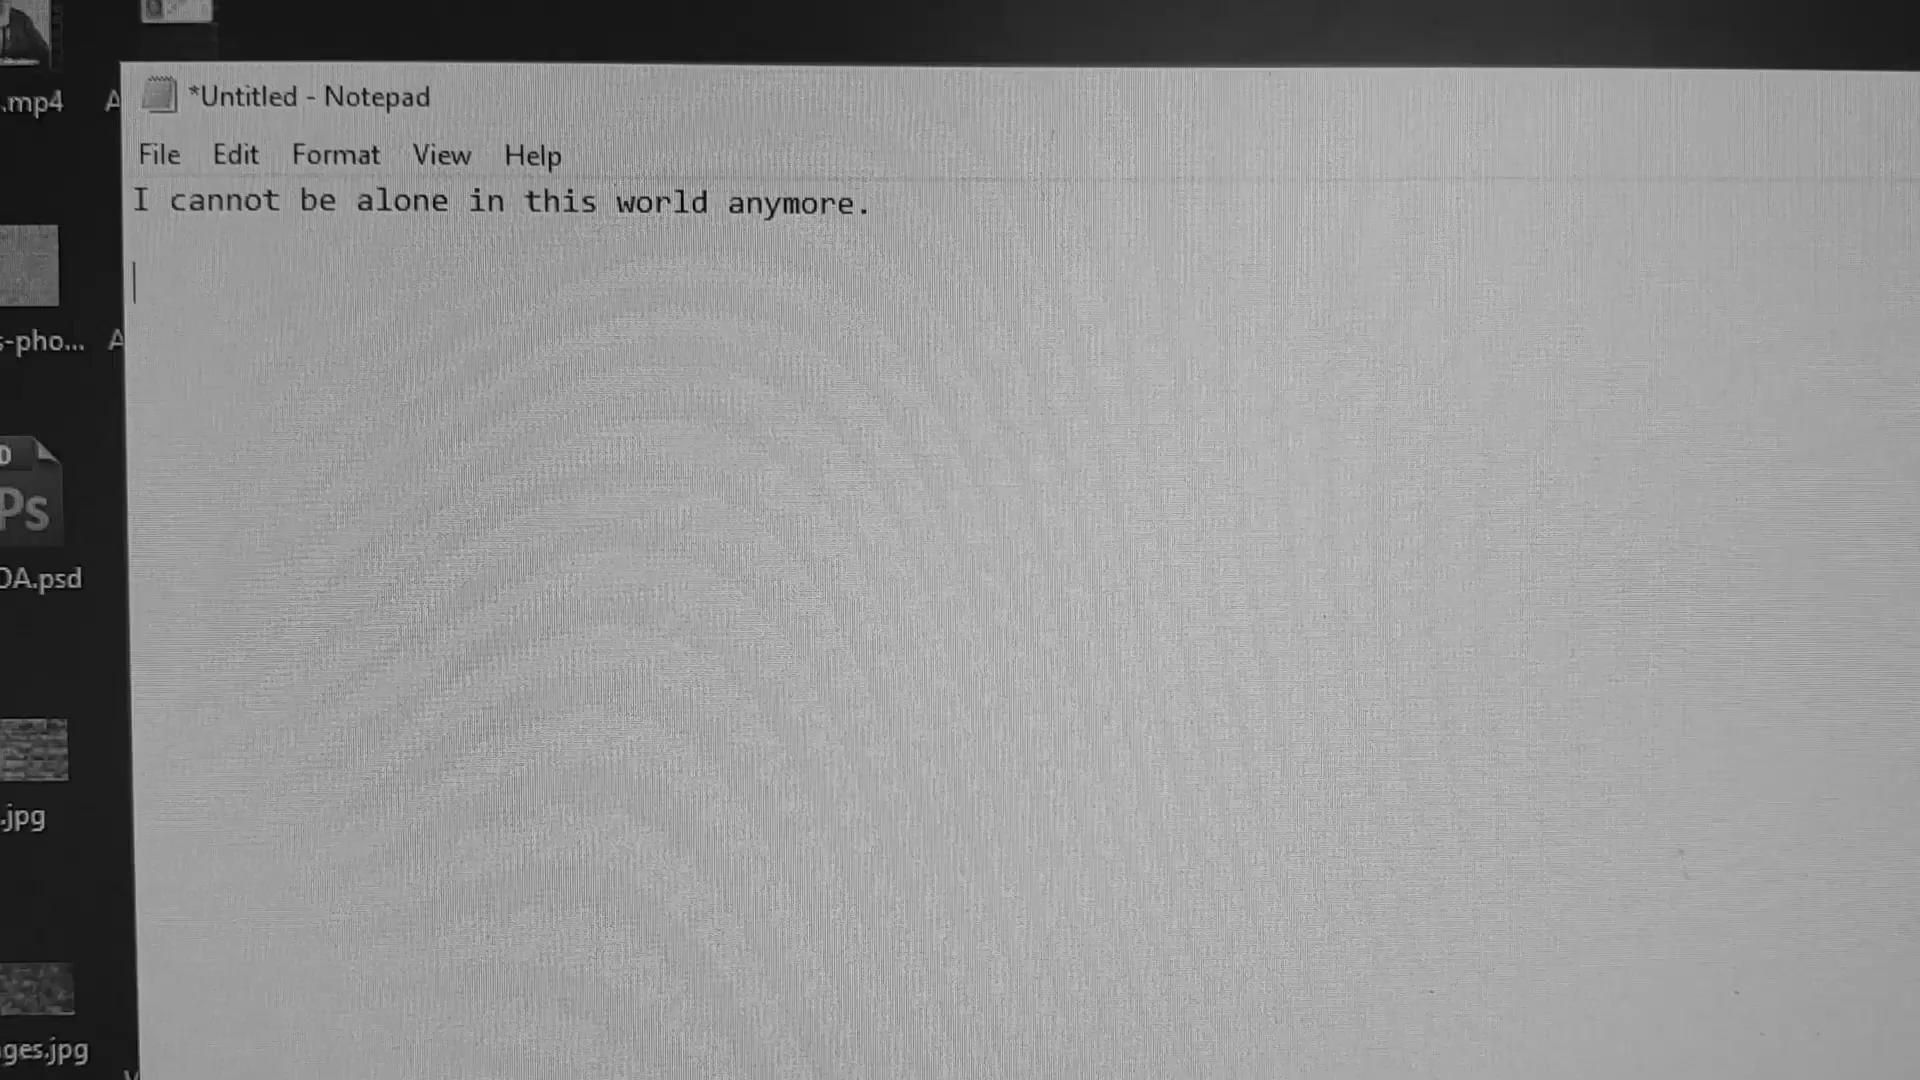 .mp4
A
*Untitled - Notepad
File Edit Format View Help
I cannot be alone in this world anymore.
s-pho... A
Ps
DA.psd
.jpg
ges.jpg